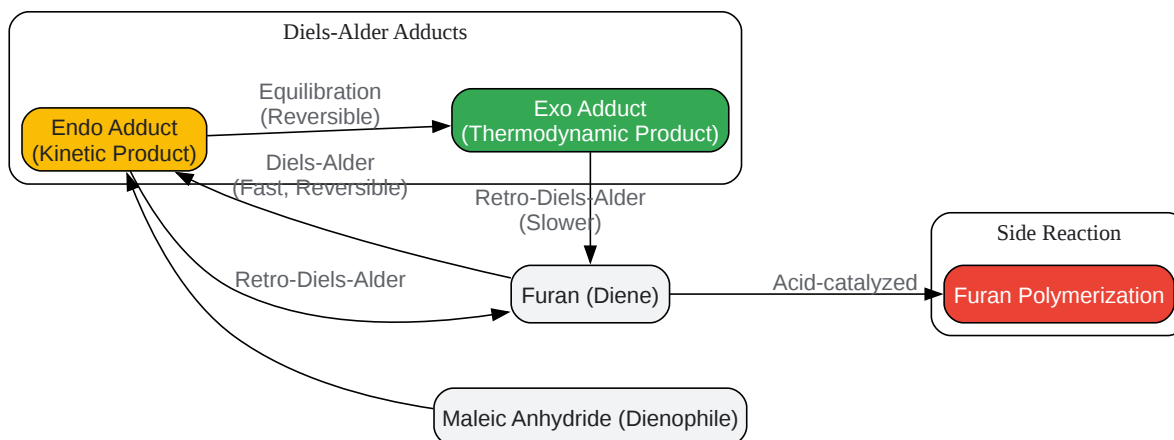 Diels-Alder Adducts
Endo Adduct
(Kinetic Product)
Equilibration
(Reversible)
Exo Adduct
(Thermodynamic Product)
Diels-Alder
(Fast, Reversible)
Retro-Diels-Alder
(Slower)
Retro-Diels-Alder
Furan (Diene)
Acid-catalyzed
Side Reaction
Furan Polymerization
Maleic Anhydride (Dienophile)